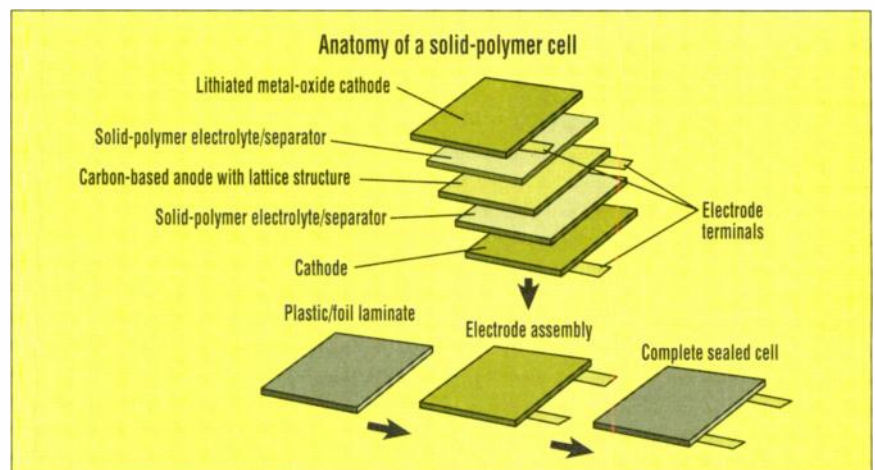 Anatomy of a solid-polymer cell
Lithiated metal-oxide cathode
Solid-polymer electrolyte/separator
Carbon-based anode with lattice structure
Solid-polymer electrolyte/separator
Cathode
Electrode
terminals
Plastic/foil laminate
Electrode assembly
Complete sealed cell